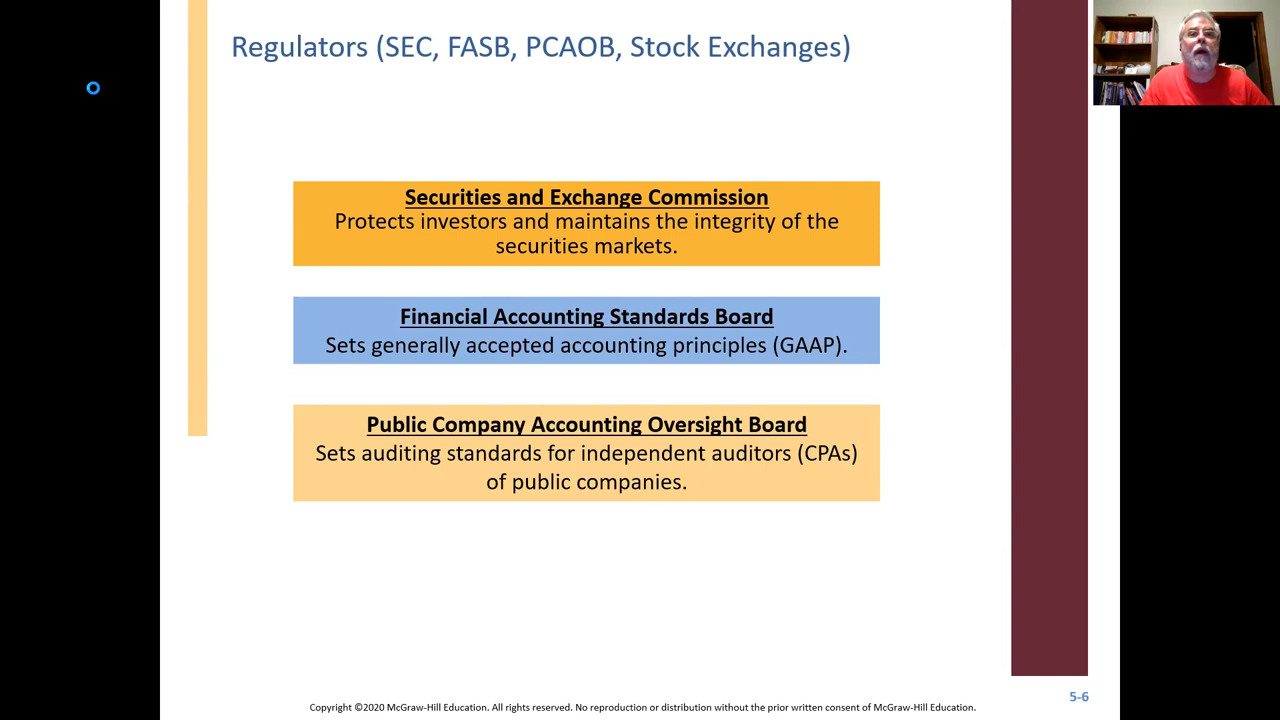 Regulators (SEC, FASB, PCAOB, Stock Exchanges)
Securities and Exchange Commission
Protects investors and maintains the integrity of the
securities markets.
Financial Accounting Standards Board
Sets generally accepted accounting principles (GAAP).
Public Company Accounting Oversight Board
Sets auditing standards for independent auditors (CPAs)
of public companies.
5-6
Copyright ©2020 McGraw-Hill Education. All rights reserved. No reproduction or distribution without the prior written consent of McGraw-Hill Education.